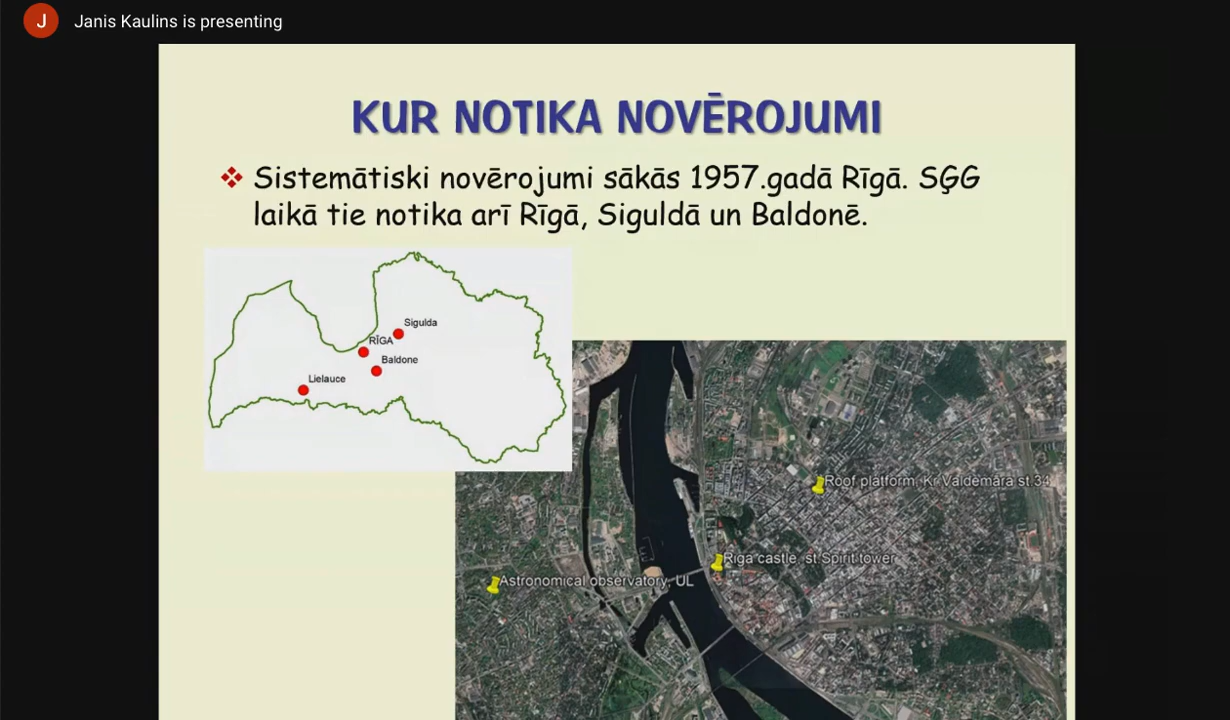 J
Janis Kaulins is presenting
KUR NOTIKA NOVĒROJUMI
Sistemātiski novērojumi sākās 1957.gadā Rīgā. SĢG
laikā tie notika arī Rīgā, Siguldā un Baldonē.
Sigulda
RĪGA
Baldone
Lielauce
Roof platform, Kr.Valdemara st.34
Riga castle, st Spirit tower
Astronomical observatory, UL